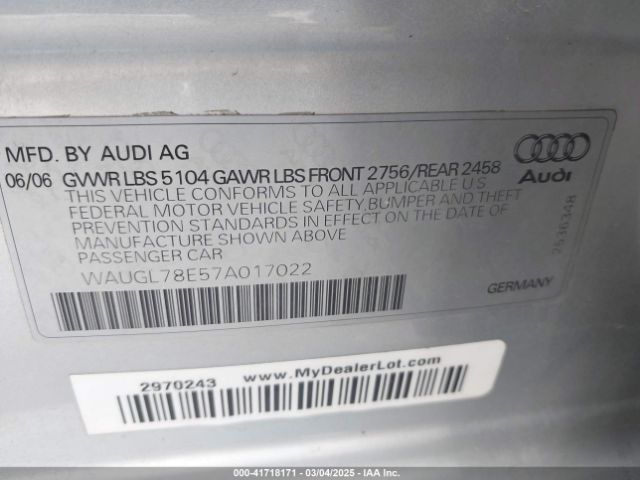 MFD. BY AUDI AG
06/06 GVWR LBS 5104 GAWR LBS FRONT 2756/REAR 2458
THIS VEHICLE CONFORMS TO ALL APPLICABLE U S
FEDERAL MOTOR VEHICLE SAFETY,BUMPER AND THEFT
PREVENTION STANDARDS IN EFFECT ON THE DATE OF
MANUFACTURE SHOWN ABOVE
PASSENGER CAR
WAUGL78E57A017022
Audi
2636348
GERMANY
2970243 www.MyDealerLot.com
000-41718171 — 03/04/2025 — IAA Inc.